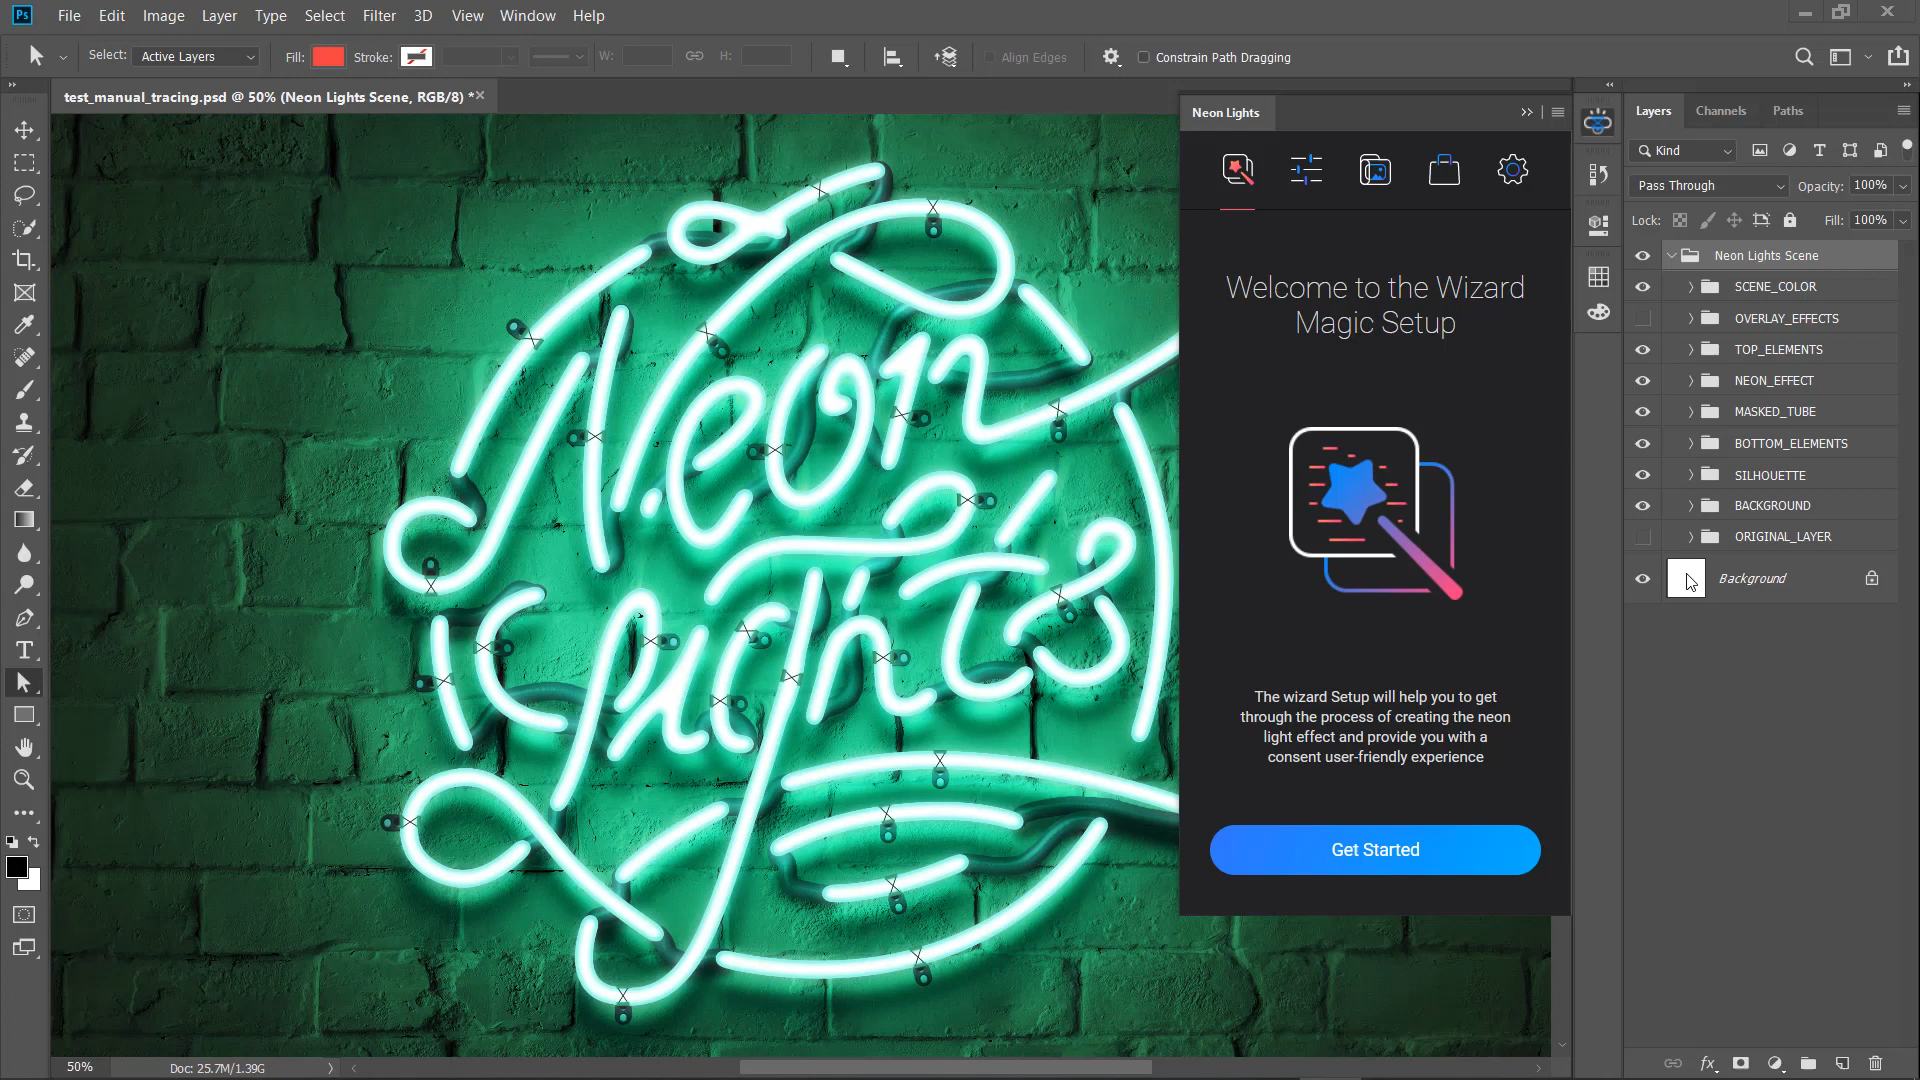 Ps File Edit Image Layer Type Select Filter 3D View Window Help
Select: Active Layers Fill: Stroke: W: H: Align Edges Constrain Path Dragging
test_manual_tracing.psd @ 50% (Neon Lights Scene, RGB/8) *
Neon Lights
Welcome to the Wizard
Magic Setup
The wizard Setup will help you to get
through the process of creating the neon
light effect and provide you with a
consent user-friendly experience
Get Started
Neon
Lights
Layers Channels Paths
Kind
Pass Through Opacity: 100%
Lock: Fill: 100%
Neon Lights Scene
SCENE_COLOR
OVERLAY_EFFECTS
TOP_ELEMENTS
NEON_EFFECT
MASKED_TUBE
BOTTOM_ELEMENTS
SILHOUETTE
BACKGROUND
ORIGINAL_LAYER
Background
50% Doc: 25.7M/1.39G
fx